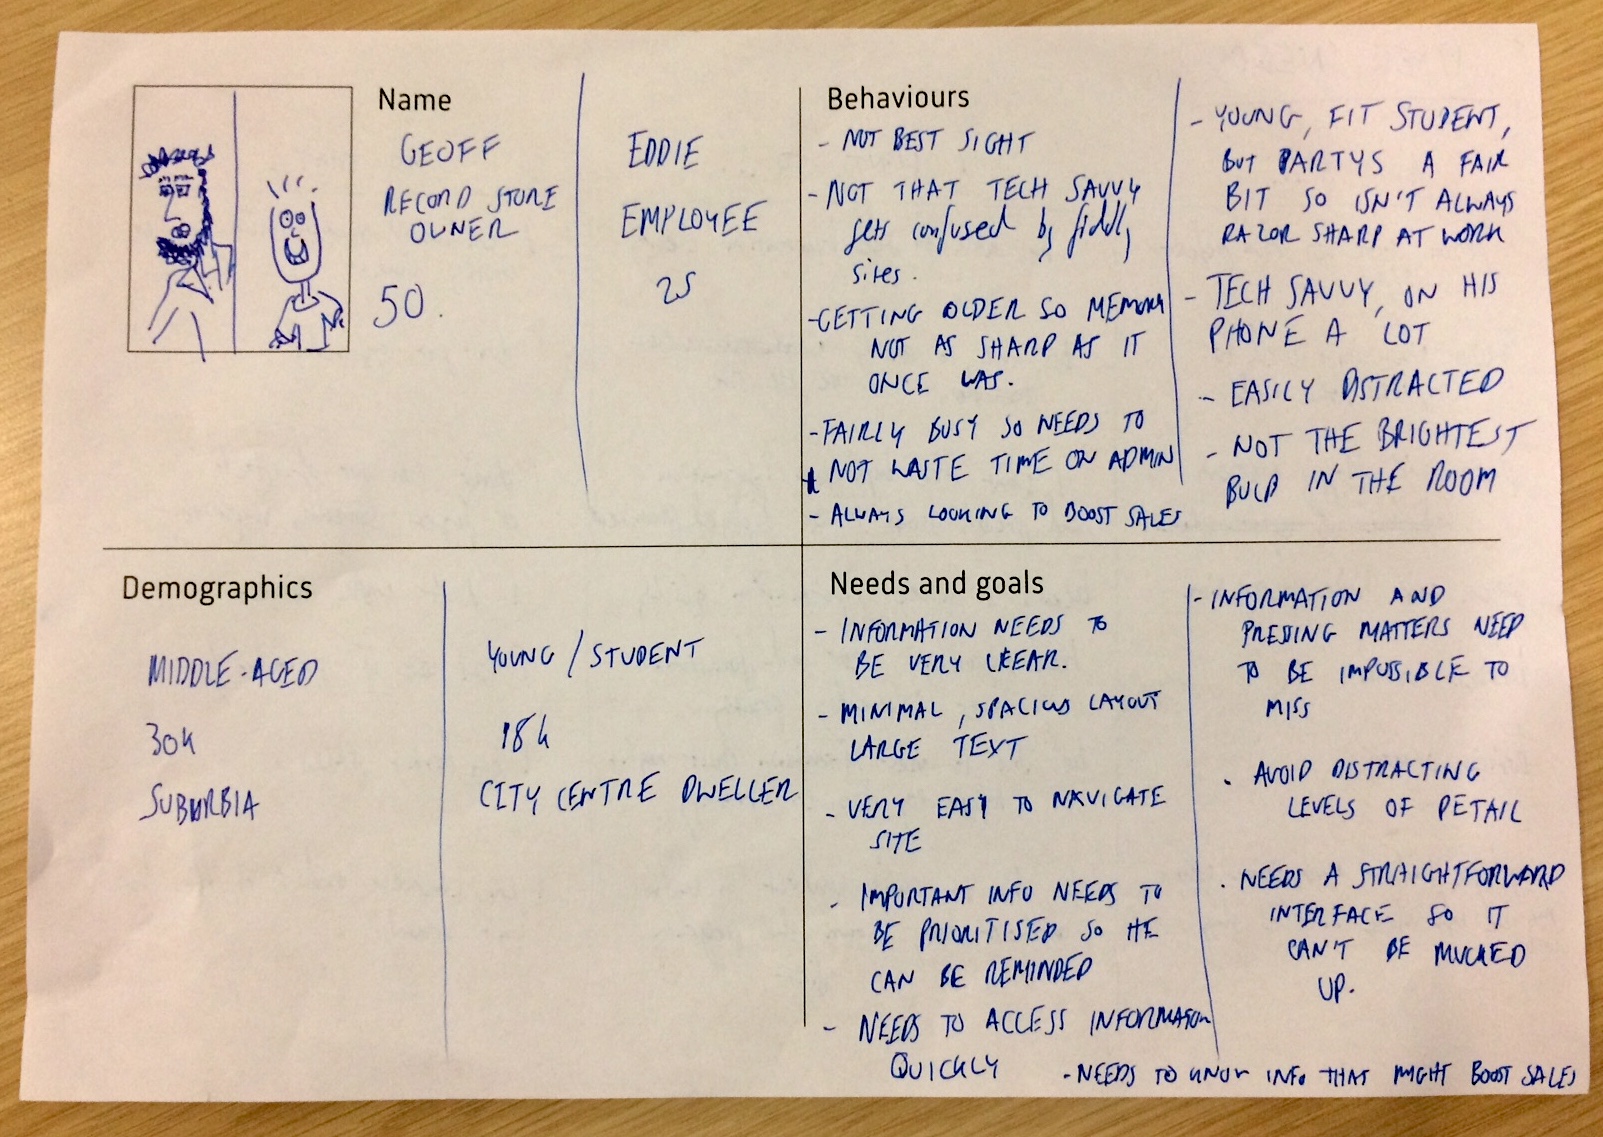 Name
GEOFF
RECORD STORE
OWNER
50.
EDDIE
EMPLOYEE
25
Behaviours
- NOT BEST SIGHT
- NOT THAT TECH SAVVY
gets confused by fiddly
sites.
- GETTING OLDER SO MEMORY
NOT AS SHARP AS IT
ONCE WAS.
- FAIRLY BUSY SO NEEDS TO
NOT WASTE TIME ON ADMIN
- ALWAYS LOOKING TO BOOST SALES
- YOUNG, FIT STUDENT,
BUT PARTYS A FAIR
BIT SO ISN'T ALWAYS
RAZOR SHARP AT WORK
- TECH SAVVY, ON HIS
PHONE A LOT
- EASILY DISTRACTED
- NOT THE BRIGHTEST
BULB IN THE ROOM
Demographics
MIDDLE-AGED
30K
SUBURBIA
YOUNG / STUDENT
18K
CITY CENTRE DWELLER
Needs and goals
- INFORMATION NEEDS TO
BE VERY CLEAR.
- MINIMAL, SPACIOUS LAYOUT
LARGE TEXT
- VERY EASY TO NAVIGATE
SITE
- IMPORTANT INFO NEEDS TO
BE PRIORITISED SO HE
CAN BE REMINDED
- NEEDS TO ACCESS INFORMATION
QUICKLY
- NEEDS TO KNOW INFO THAT MIGHT BOOST SALES
- INFORMATION AND
PRESSING MATTERS NEED
TO BE IMPOSSIBLE TO
MISS
. AVOID DISTRACTING
LEVELS OF DETAIL
. NEEDS A STRAIGHTFORWARD
INTERFACE SO IT
CAN'T BE MUCKED
UP.